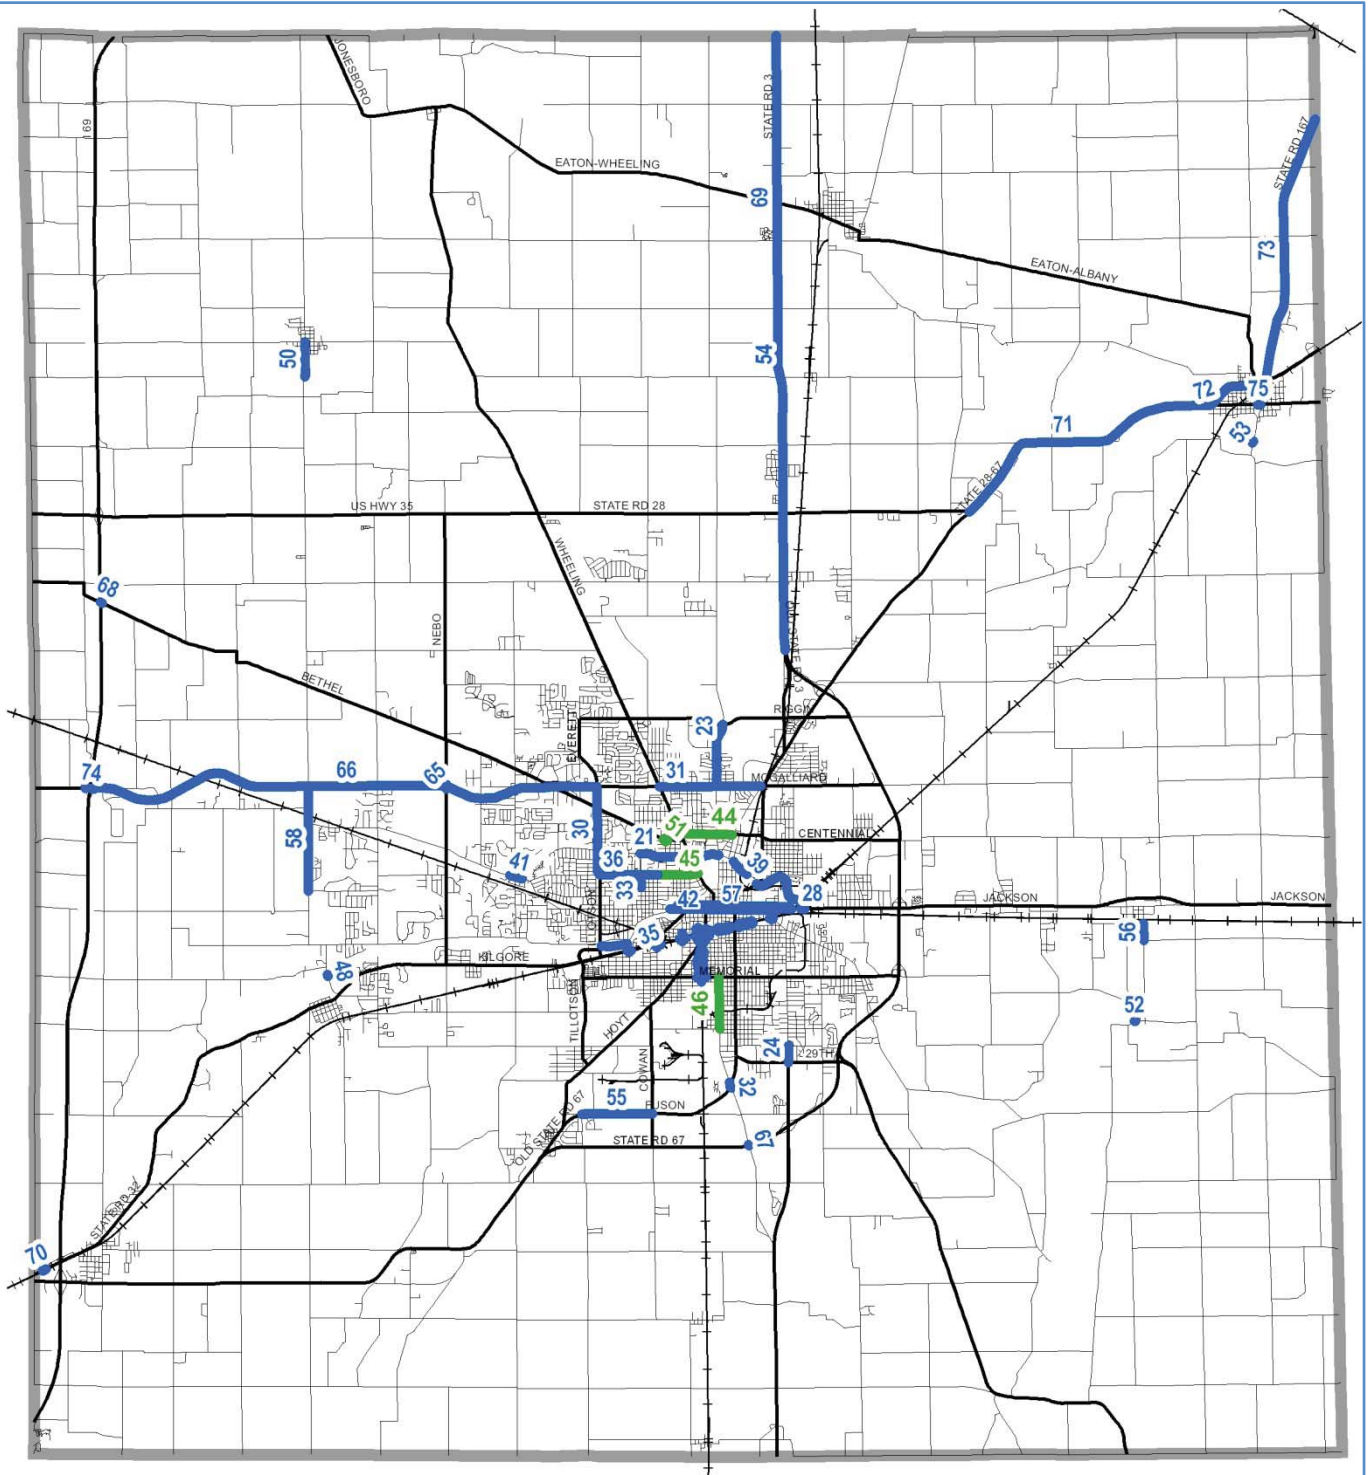 JONESBORO
STATE RD 3
I 69
STATE RD 167
EATON-WHEELING
69
73
EATON-ALBANY
50
54
72
75
71
53
US HWY 35
STATE RD 28
STATE 28-67
WHEELING
68
NEBO
OLD STATE RD 3
BETHEL
RIGGIN
EVERETT
23
74
66
65
31
MCGALLIARD
30
51
44
58
21
CENTENNIAL
41
36
45
39
33
42
57
28
JACKSON
JACKSON
35
56
KILGORE
48
MEMORIAL
TILLOTSON
46
52
HOYT
24
29TH
COWAN
32
55
FUSON
OLD STATE RD 67
STATE RD 67
67
STATE RD 32
70